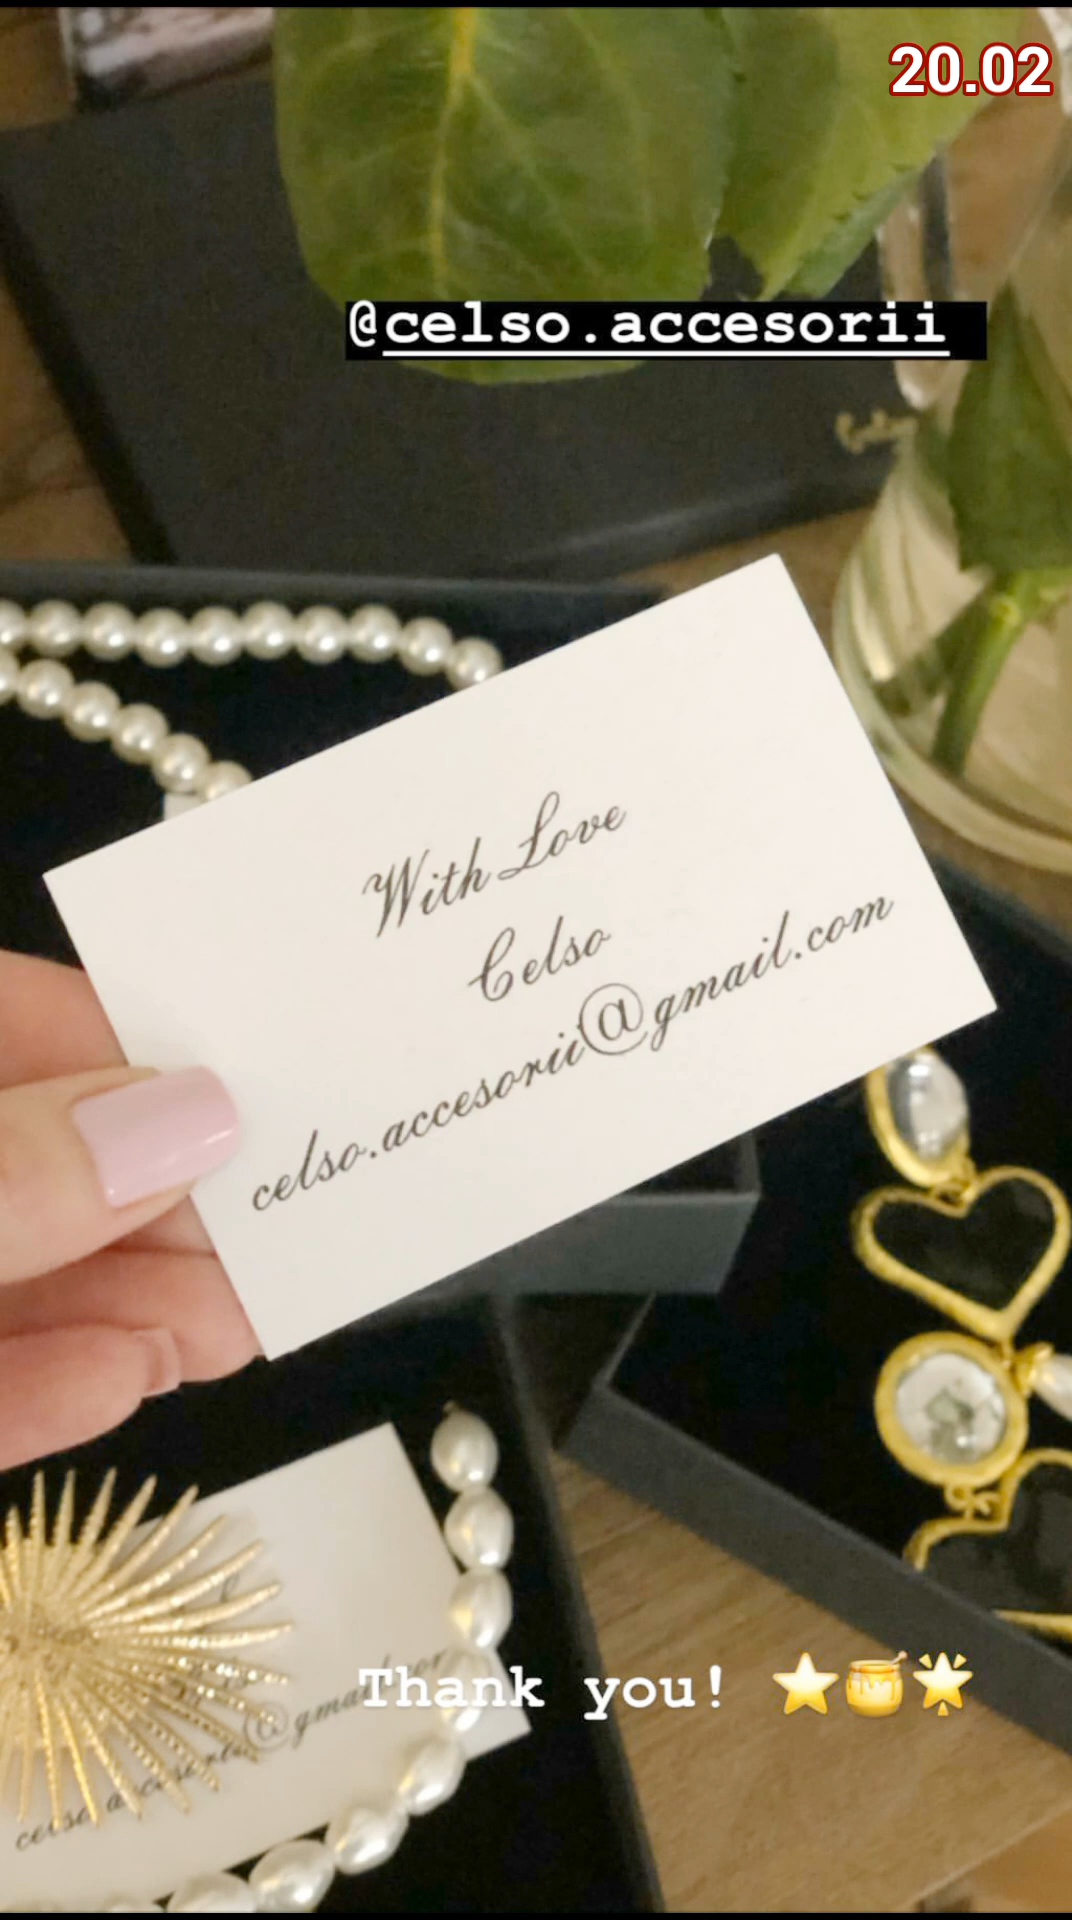 20.02
@celso.accesorii
With Love
Celso
celso.accesorii@gmail.com
Thank you! ⭐🍯🌟